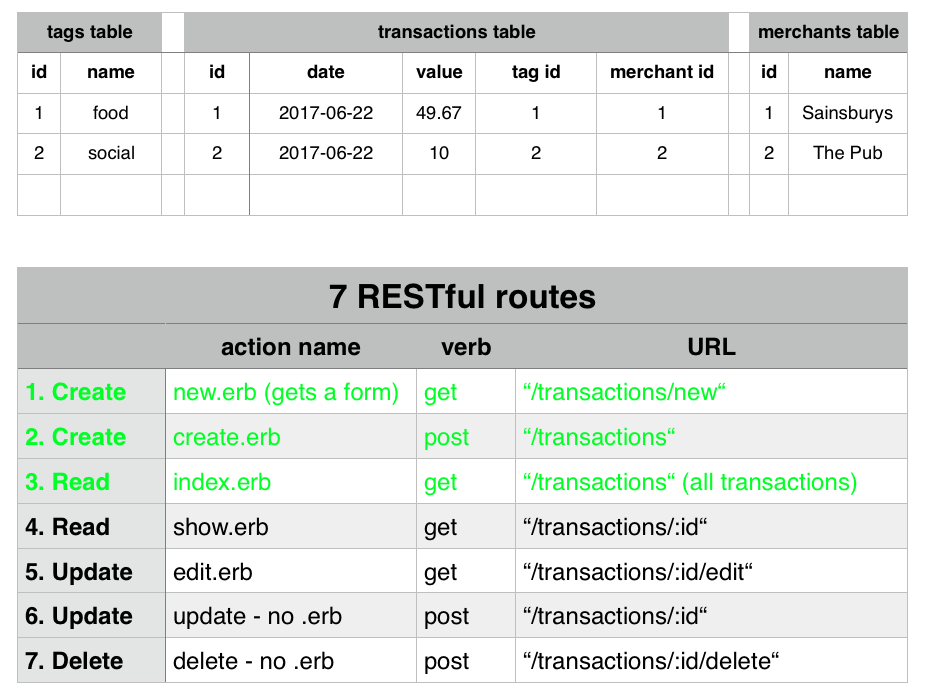 tags table transactions table merchants table
id name id date value tag id merchant id id name
1 food 1 2017-06-22 49.67 1 1 1 Sainsburys
2 social 2 2017-06-22 10 2 2 2 The Pub
7 RESTful routes
action name verb URL
1. Create new.erb (gets a form) get “/transactions/new“
2. Create create.erb post “/transactions“
3. Read index.erb get “/transactions“ (all transactions)
4. Read show.erb get “/transactions/:id“
5. Update edit.erb get “/transactions/:id/edit“
6. Update update - no .erb post “/transactions/:id“
7. Delete delete - no .erb post “/transactions/:id/delete“